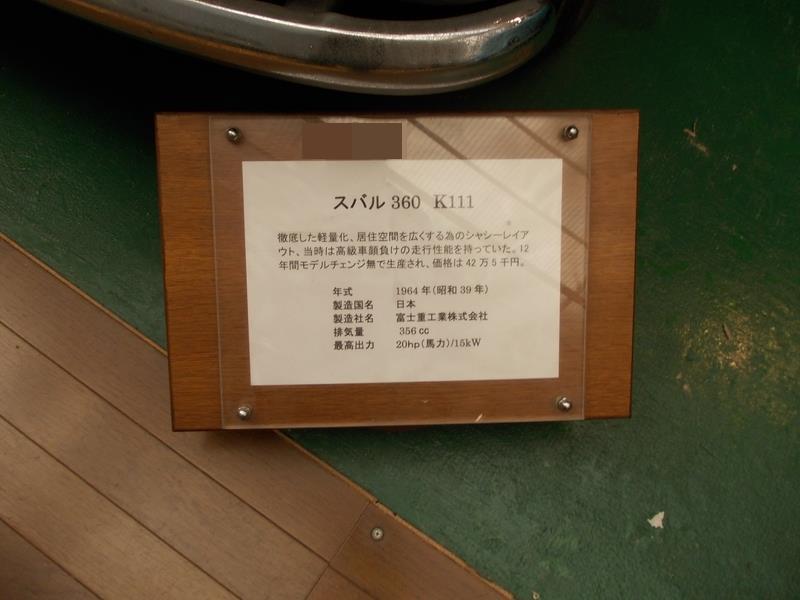 スバル 360 K111
徹底した軽量化、居住空間を広くする為のシャシーレイア
ウト、当時は高級車顔負けの走行性能を持っていた。12
年間モデルチェンジ無で生産され、価格は 42 万 5 千円。
年式 1964 年(昭和 39 年)
製造国名 日本
製造社名 富士重工業株式会社
排気量 356 cc
最高出力 20hp(馬力)/15kW